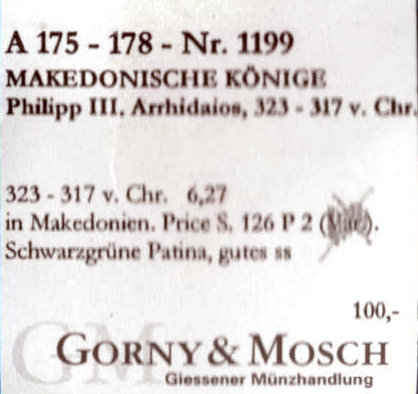 A 175 - 178 - Nr. 1199
MAKEDONISCHE KÖNIGE
Philipp III. Arrhidaios, 323 - 317 v. Chr.
323 - 317 v. Chr. 6,27
in Makedonien. Price S. 126 P 2 ( ).
Schwarzgrüne Patina, gutes ss
100,-
GM
GORNY & MOSCH
Giessener Münzhandlung